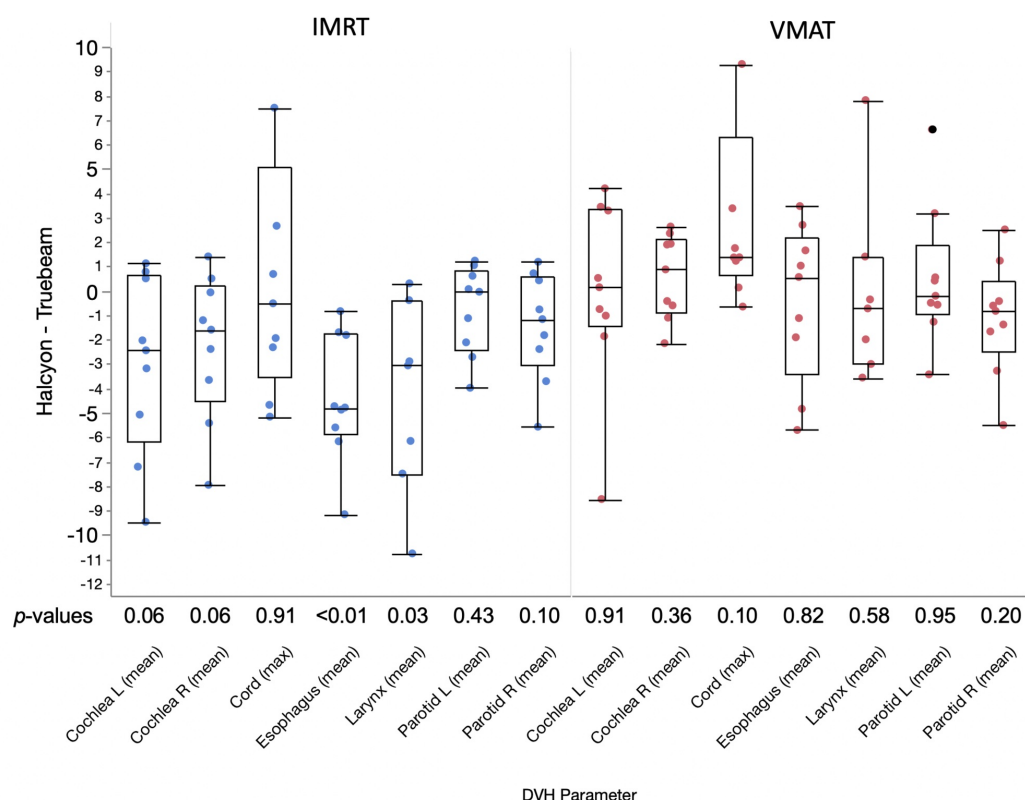 IMRT VMAT
Halcyon - Truebeam
10
9
8
7
6
5
4
3
2
1
0
-1
-2
-3
-4
-5
-6
-7
-8
-9
-10
-11
-12
p-values 0.06 0.06 0.91 <0.01 0.03 0.43 0.10 0.91 0.36 0.10 0.82 0.58 0.95 0.20
Cochlea L (mean)
Cochlea R (mean)
Cord (max)
Esophagus (mean)
Larynx (mean)
Parotid L (mean)
Parotid R (mean)
Cochlea L (mean)
Cochlea R (mean)
Cord (max)
Esophagus (mean)
Larynx (mean)
Parotid L (mean)
Parotid R (mean)
DVH Parameter